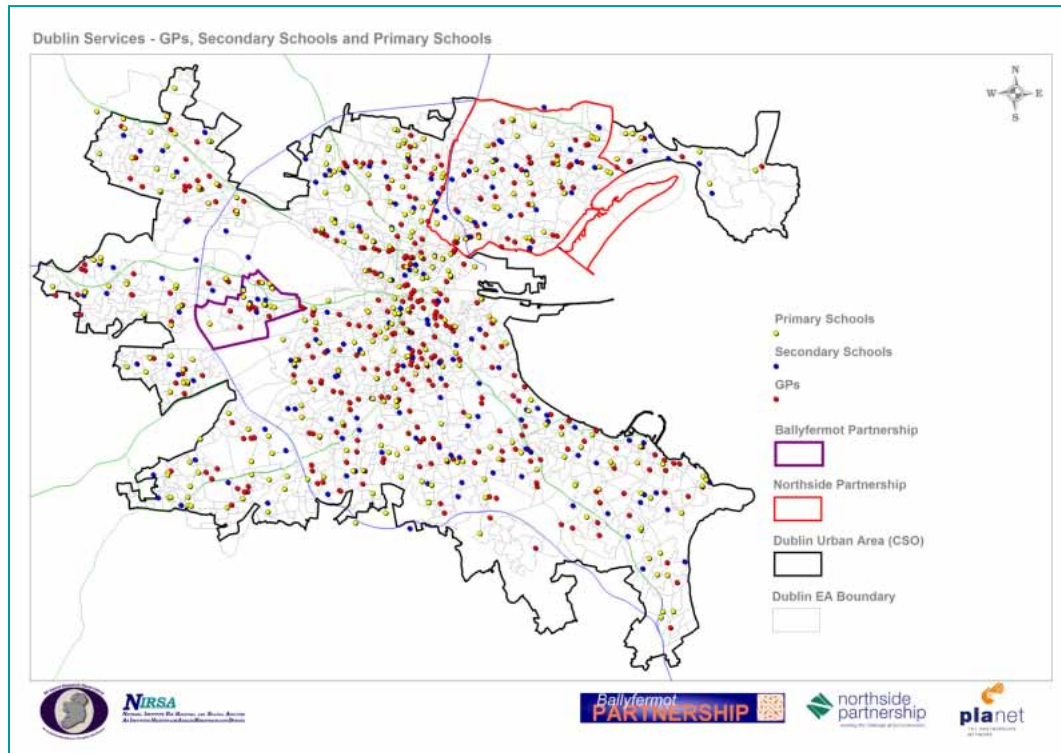 Dublin Services - GPs, Secondary Schools and Primary Schools
N
W E
S
Primary Schools
Secondary Schools
GPs
Ballyfermot Partnership
Northside Partnership
Dublin Urban Area (CSO)
Dublin EA Boundary
NIRSA
Ballyfermot
PARTNERSHIP
northside
partnership
planet